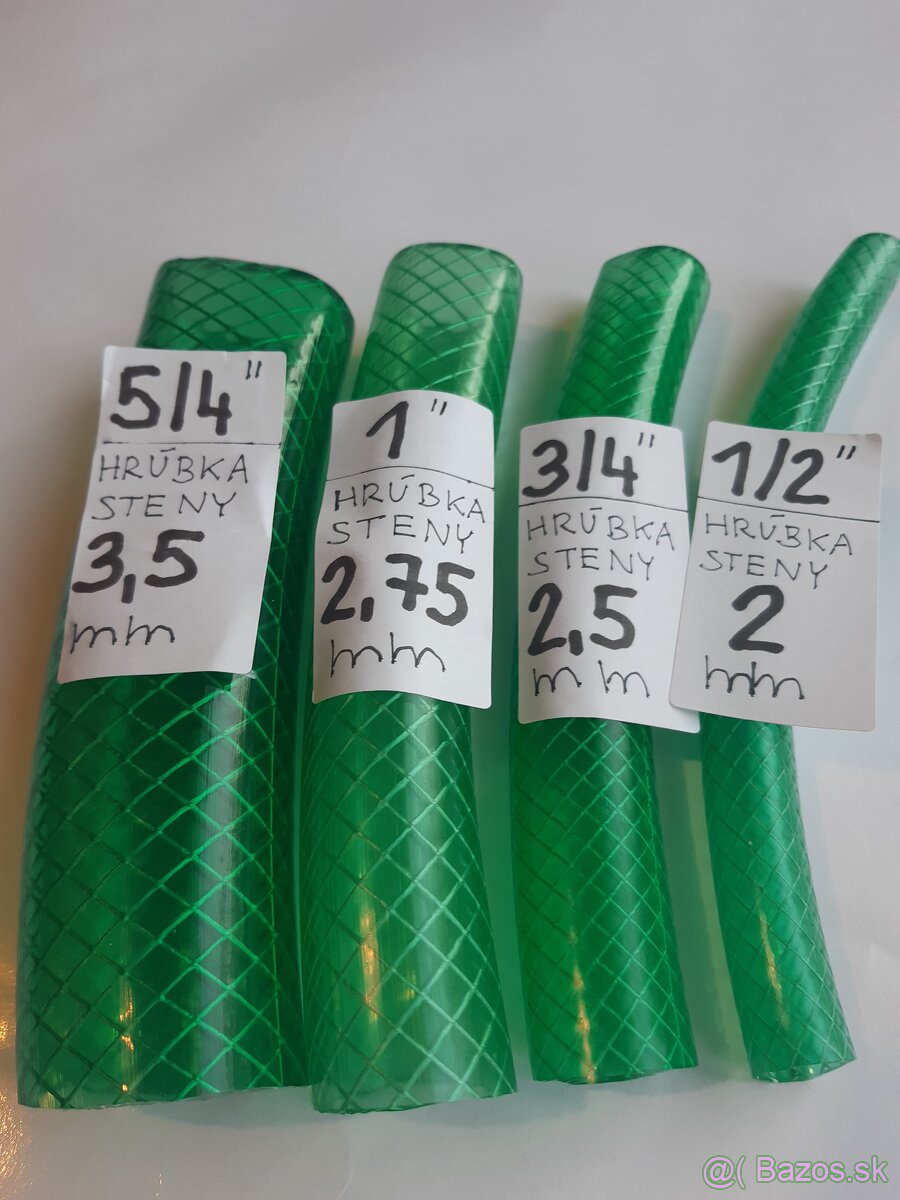 5/4"
HRÚBKA
STENY
3,5
mm
1"
HRÚBKA
STENY
2,75
mm
3/4"
HRÚBKA
STENY
2,5
mm
1/2"
HRÚBKA
STENY
2
mm
@( Bazos.sk